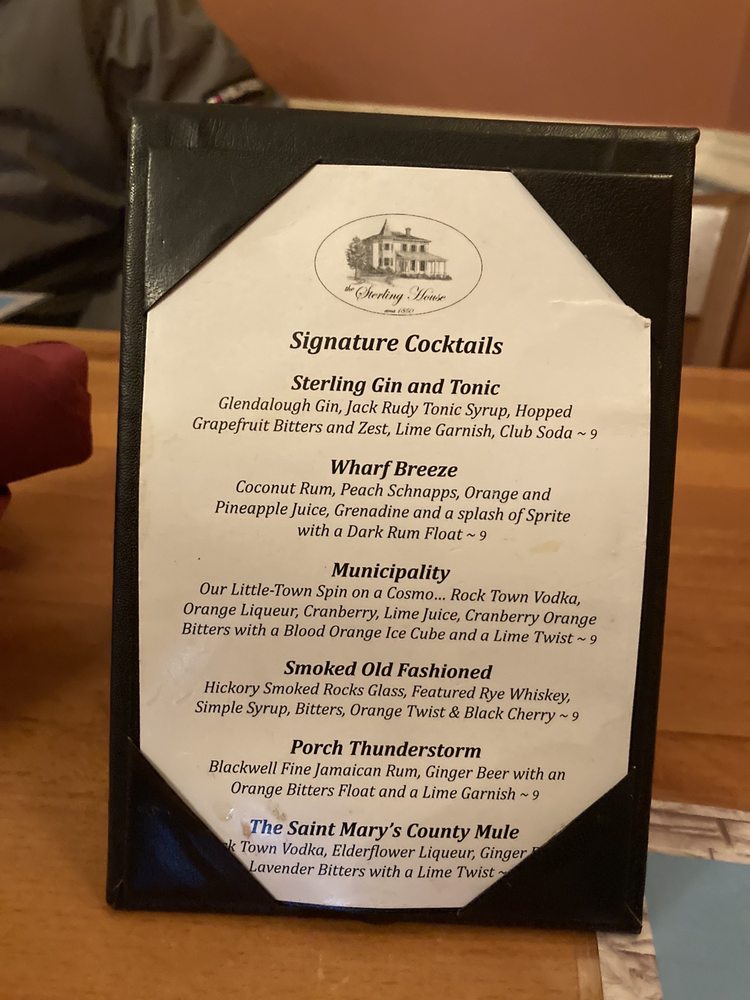 the Sterling House
circa 1850
Signature Cocktails
Sterling Gin and Tonic
Glendalough Gin, Jack Rudy Tonic Syrup, Hopped
Grapefruit Bitters and Zest, Lime Garnish, Club Soda ~ 9
Wharf Breeze
Coconut Rum, Peach Schnapps, Orange and
Pineapple Juice, Grenadine and a splash of Sprite
with a Dark Rum Float ~ 9
Municipality
Our Little-Town Spin on a Cosmo... Rock Town Vodka,
Orange Liqueur, Cranberry, Lime Juice, Cranberry Orange
Bitters with a Blood Orange Ice Cube and a Lime Twist ~ 9
Smoked Old Fashioned
Hickory Smoked Rocks Glass, Featured Rye Whiskey,
Simple Syrup, Bitters, Orange Twist & Black Cherry ~ 9
Porch Thunderstorm
Blackwell Fine Jamaican Rum, Ginger Beer with an
Orange Bitters Float and a Lime Garnish ~ 9
The Saint Mary's County Mule
Town Vodka, Elderflower Liqueur, Ginger
Lavender Bitters with a Lime Twist ~